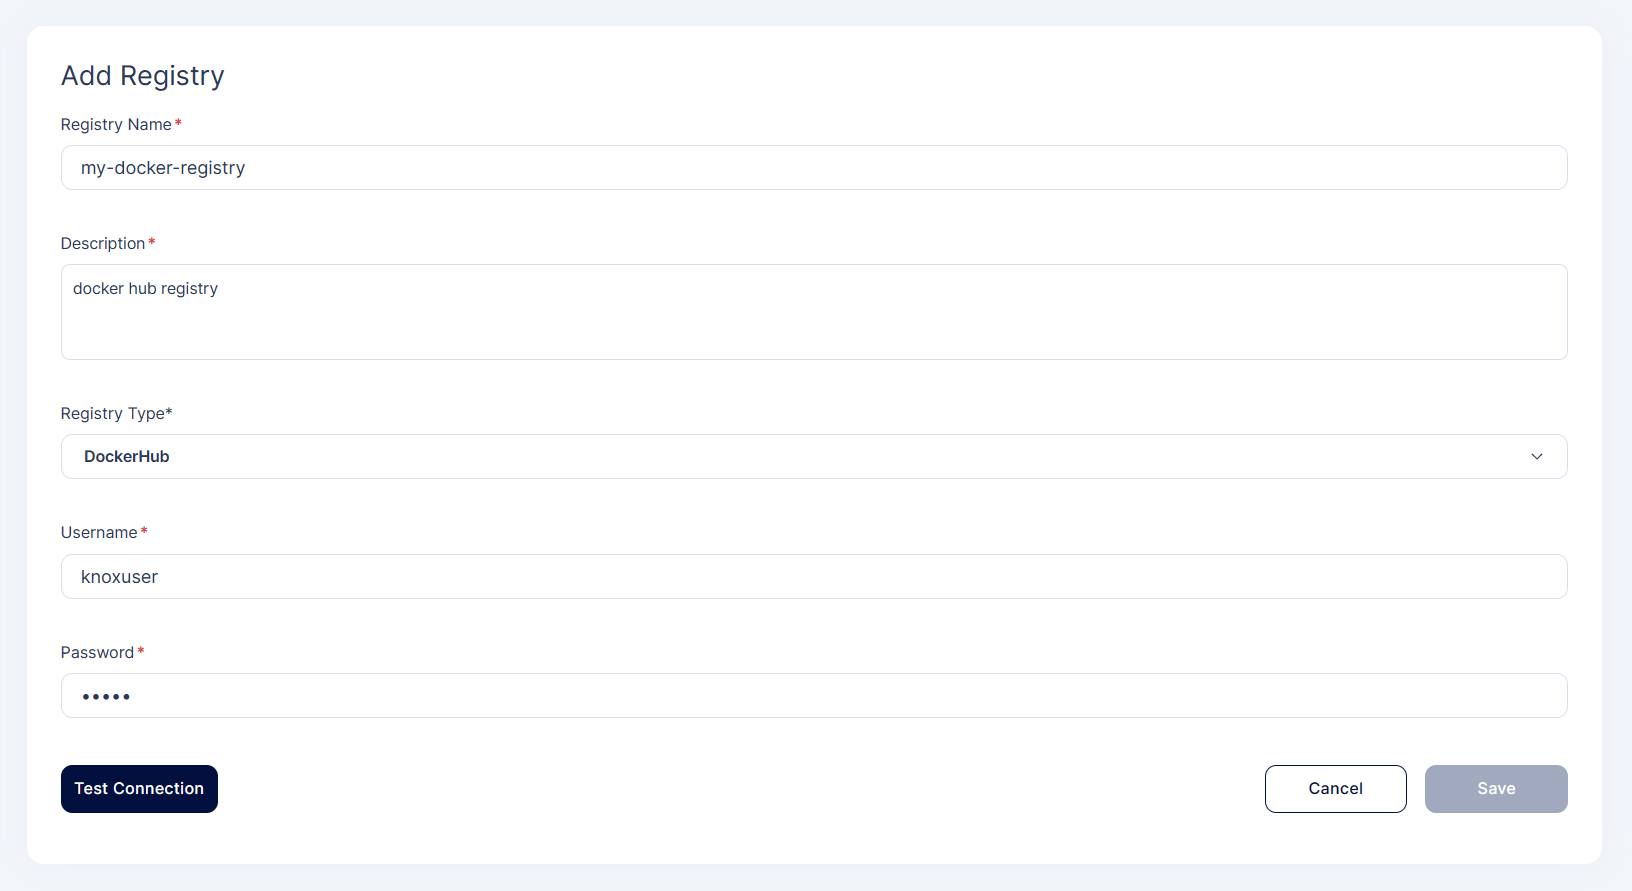 Add Registry
Registry Name*
my-docker-registry
Description*
docker hub registry
Registry Type*
DockerHub
Username*
knoxuser
Password*
•••••
Test Connection
Cancel
Save